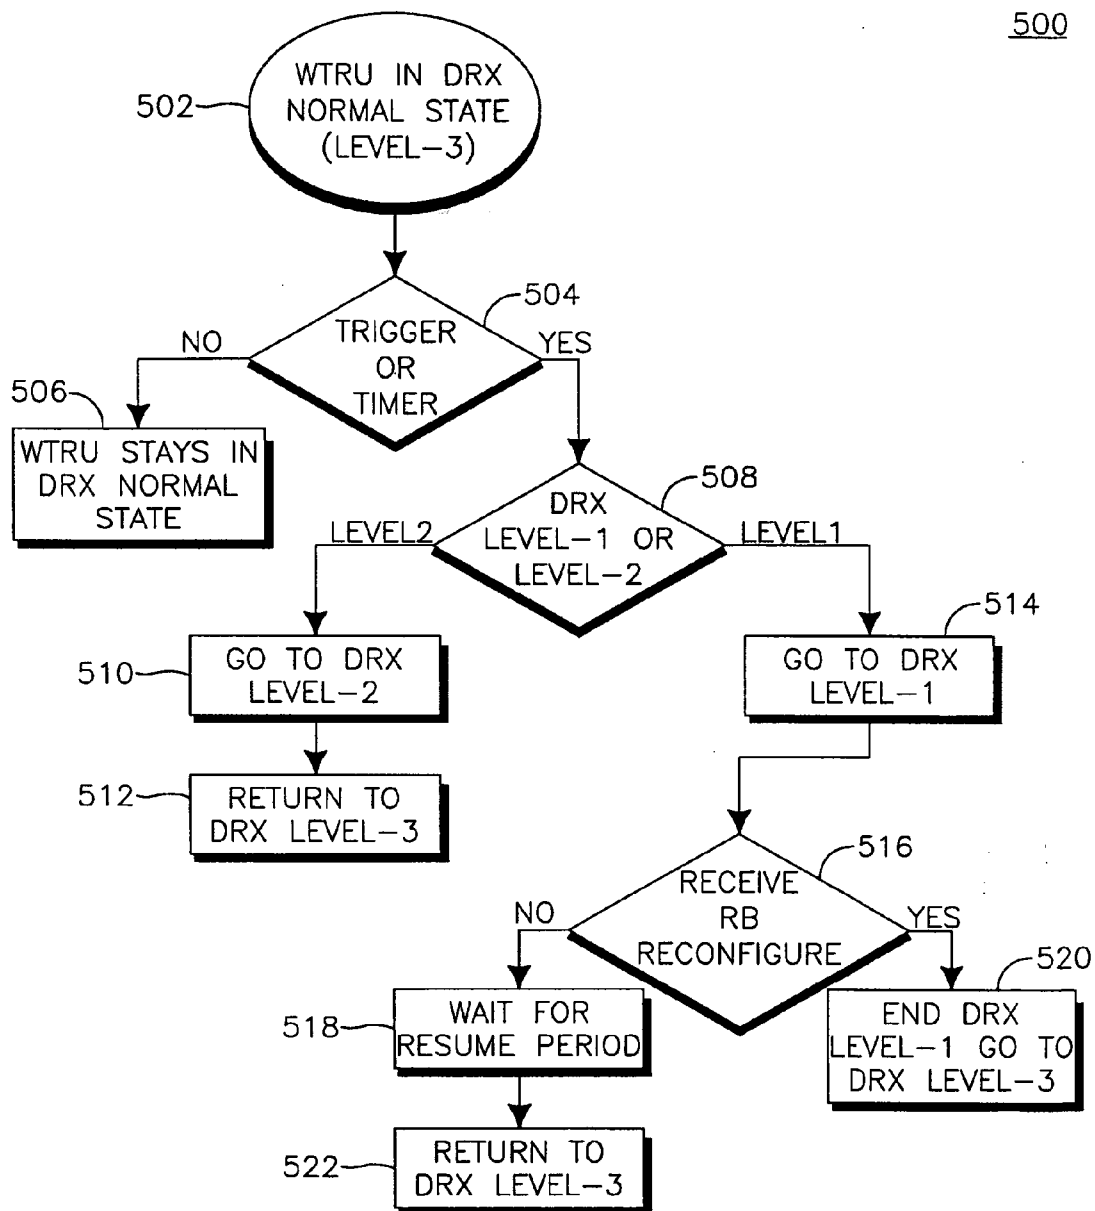 500
WTRU IN DRX
NORMAL STATE
(LEVEL-3)
502
504
TRIGGER
OR
TIMER
NO
YES
506
WTRU STAYS IN
DRX NORMAL
STATE
508
DRX
LEVEL-1 OR
LEVEL-2
LEVEL2
LEVEL1
510
GO TO DRX
LEVEL-2
514
GO TO DRX
LEVEL-1
512
RETURN TO
DRX LEVEL-3
516
RECEIVE
RB
RECONFIGURE
NO
YES
518
WAIT FOR
RESUME PERIOD
520
END DRX
LEVEL-1 GO TO
DRX LEVEL-3
522
RETURN TO
DRX LEVEL-3